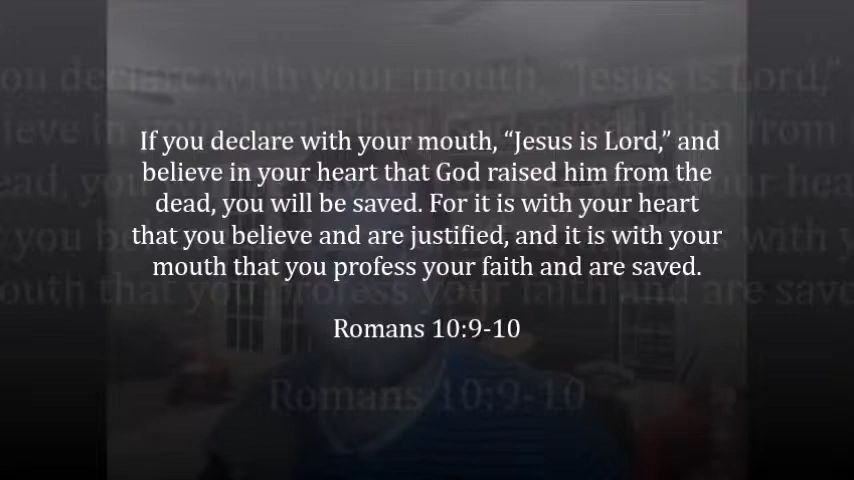 If you declare with your mouth, “Jesus is Lord,” and
believe in your heart that God raised him from the
dead, you will be saved. For it is with your heart
that you believe and are justified, and it is with your
mouth that you profess your faith and are saved.
Romans 10:9-10